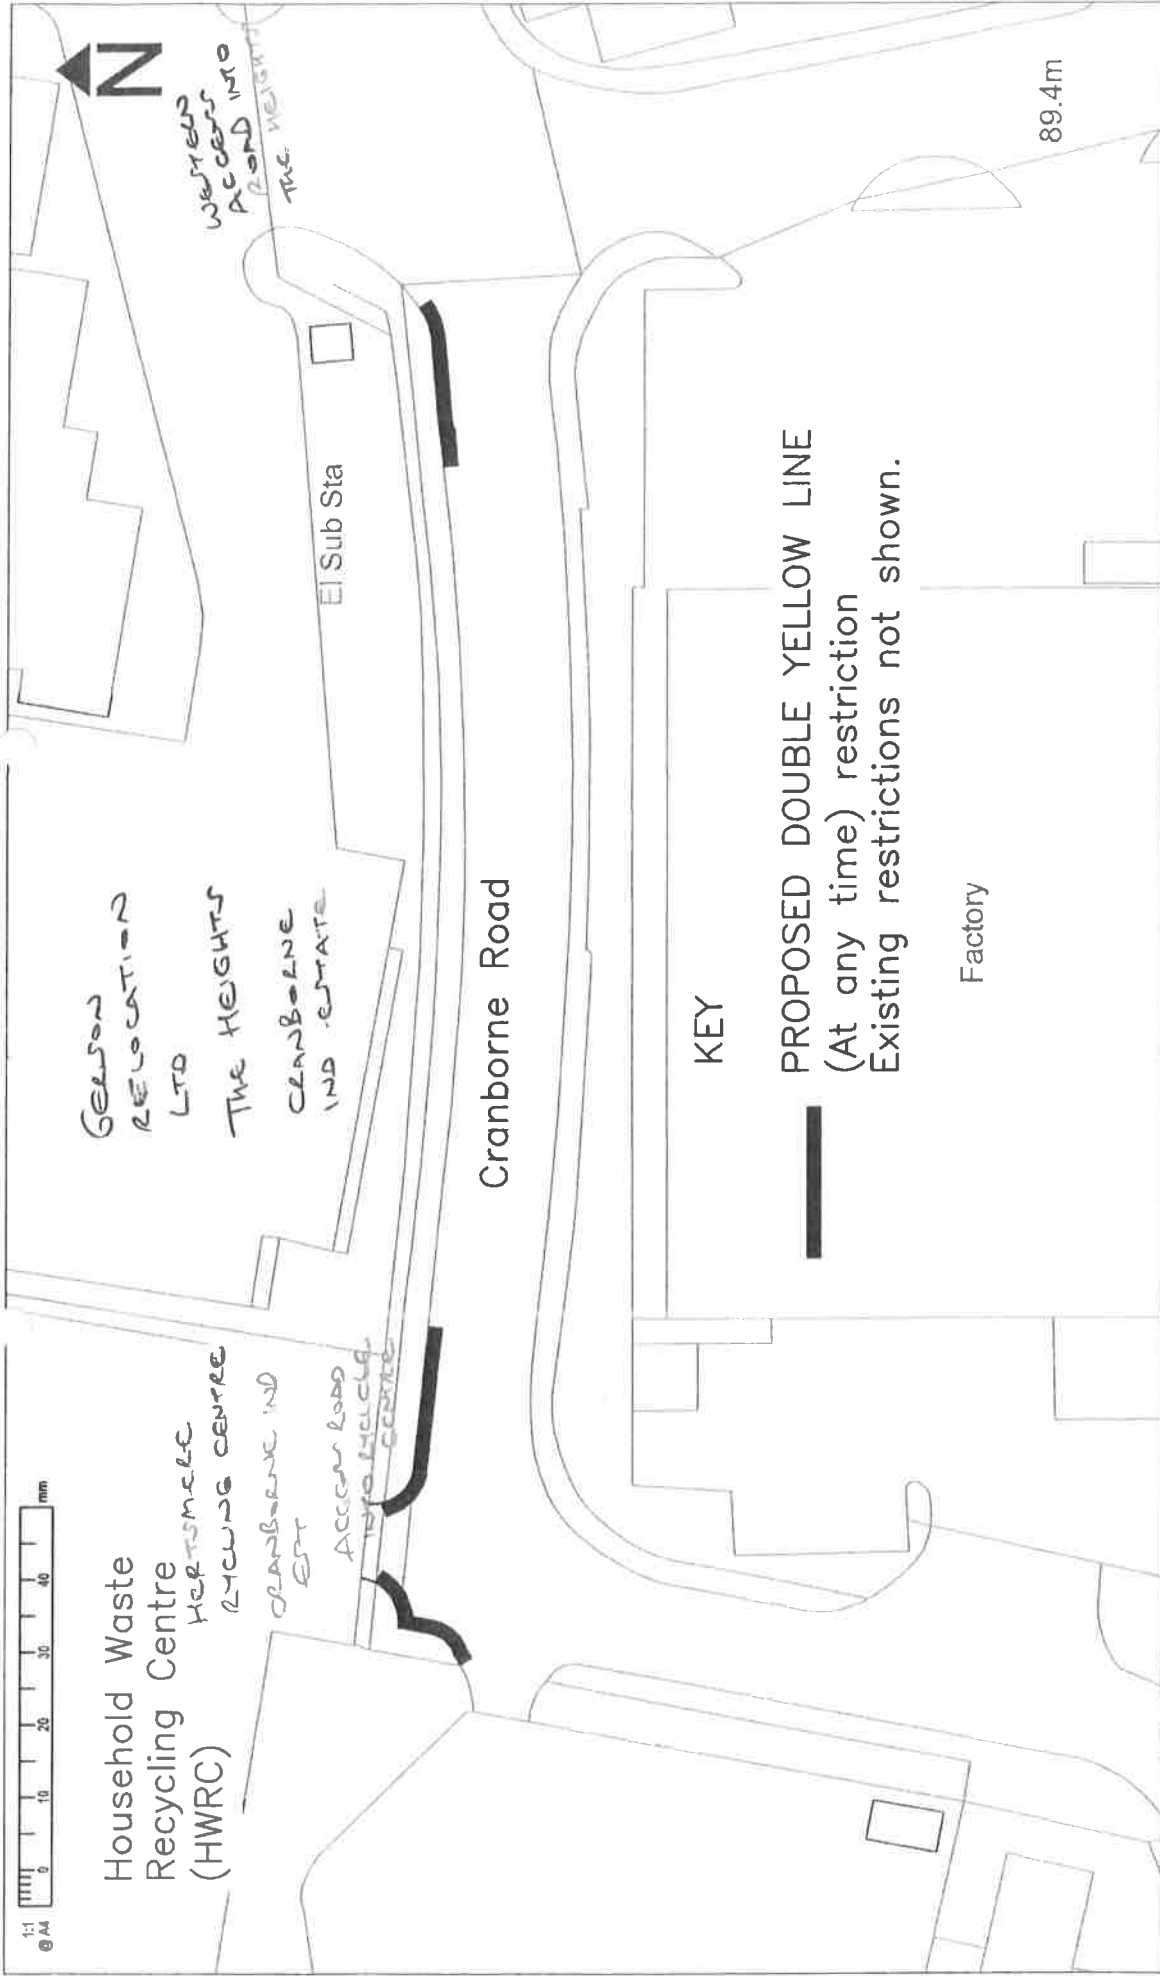 1:1
@ A4
0 10 20 30 40 mm
Household Waste
Recycling Centre
(HWRC)
HERTSMERE
RYCLING CENTRE
CRANBORNE IND
EST
ACCESS ROAD
INTO RYCLCLE
CENTRE
GERSON
RELOCATION
LTD
THE HEIGHTS
CRANBORNE
IND ESTATE
WESTERN
ACCESS
ROAD INTO
THE HEIGHTS
N
El Sub Sta
Cranborne Road
KEY
PROPOSED DOUBLE YELLOW LINE
(At any time) restriction
Existing restrictions not shown.
Factory
89.4m